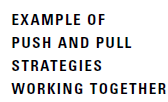 EXAMPLE OF
PUSH AND PULL
STRATEGIES
WORKING TOGETHER